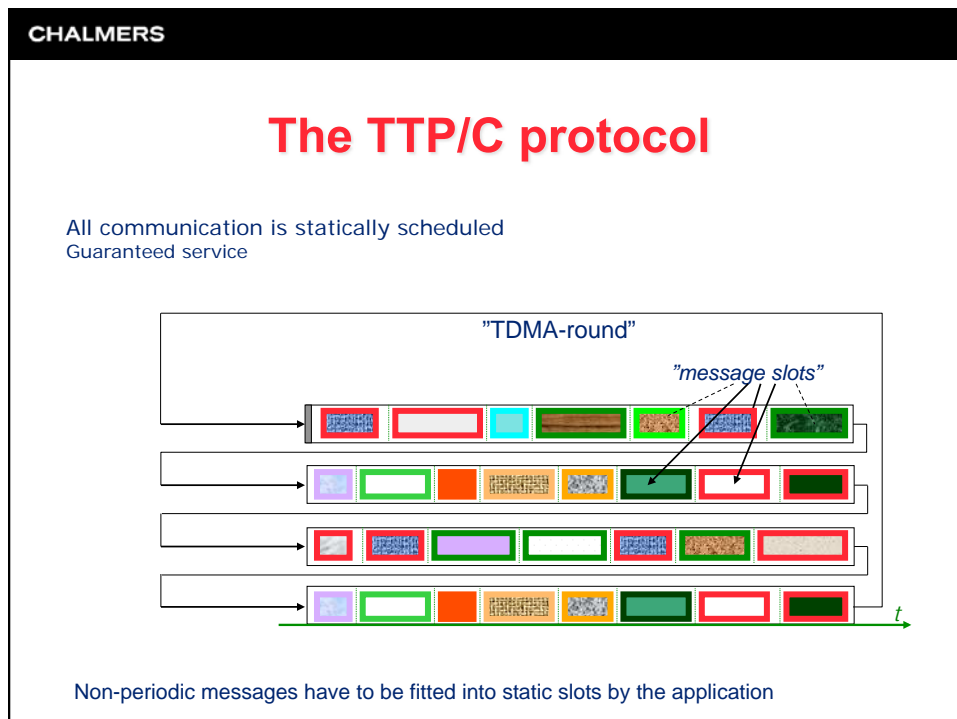 CHALMERS
The TTP/C protocol
All communication is statically scheduled
Guaranteed service
”TDMA-round”
”message slots”
t
Non-periodic messages have to be fitted into static slots by the application